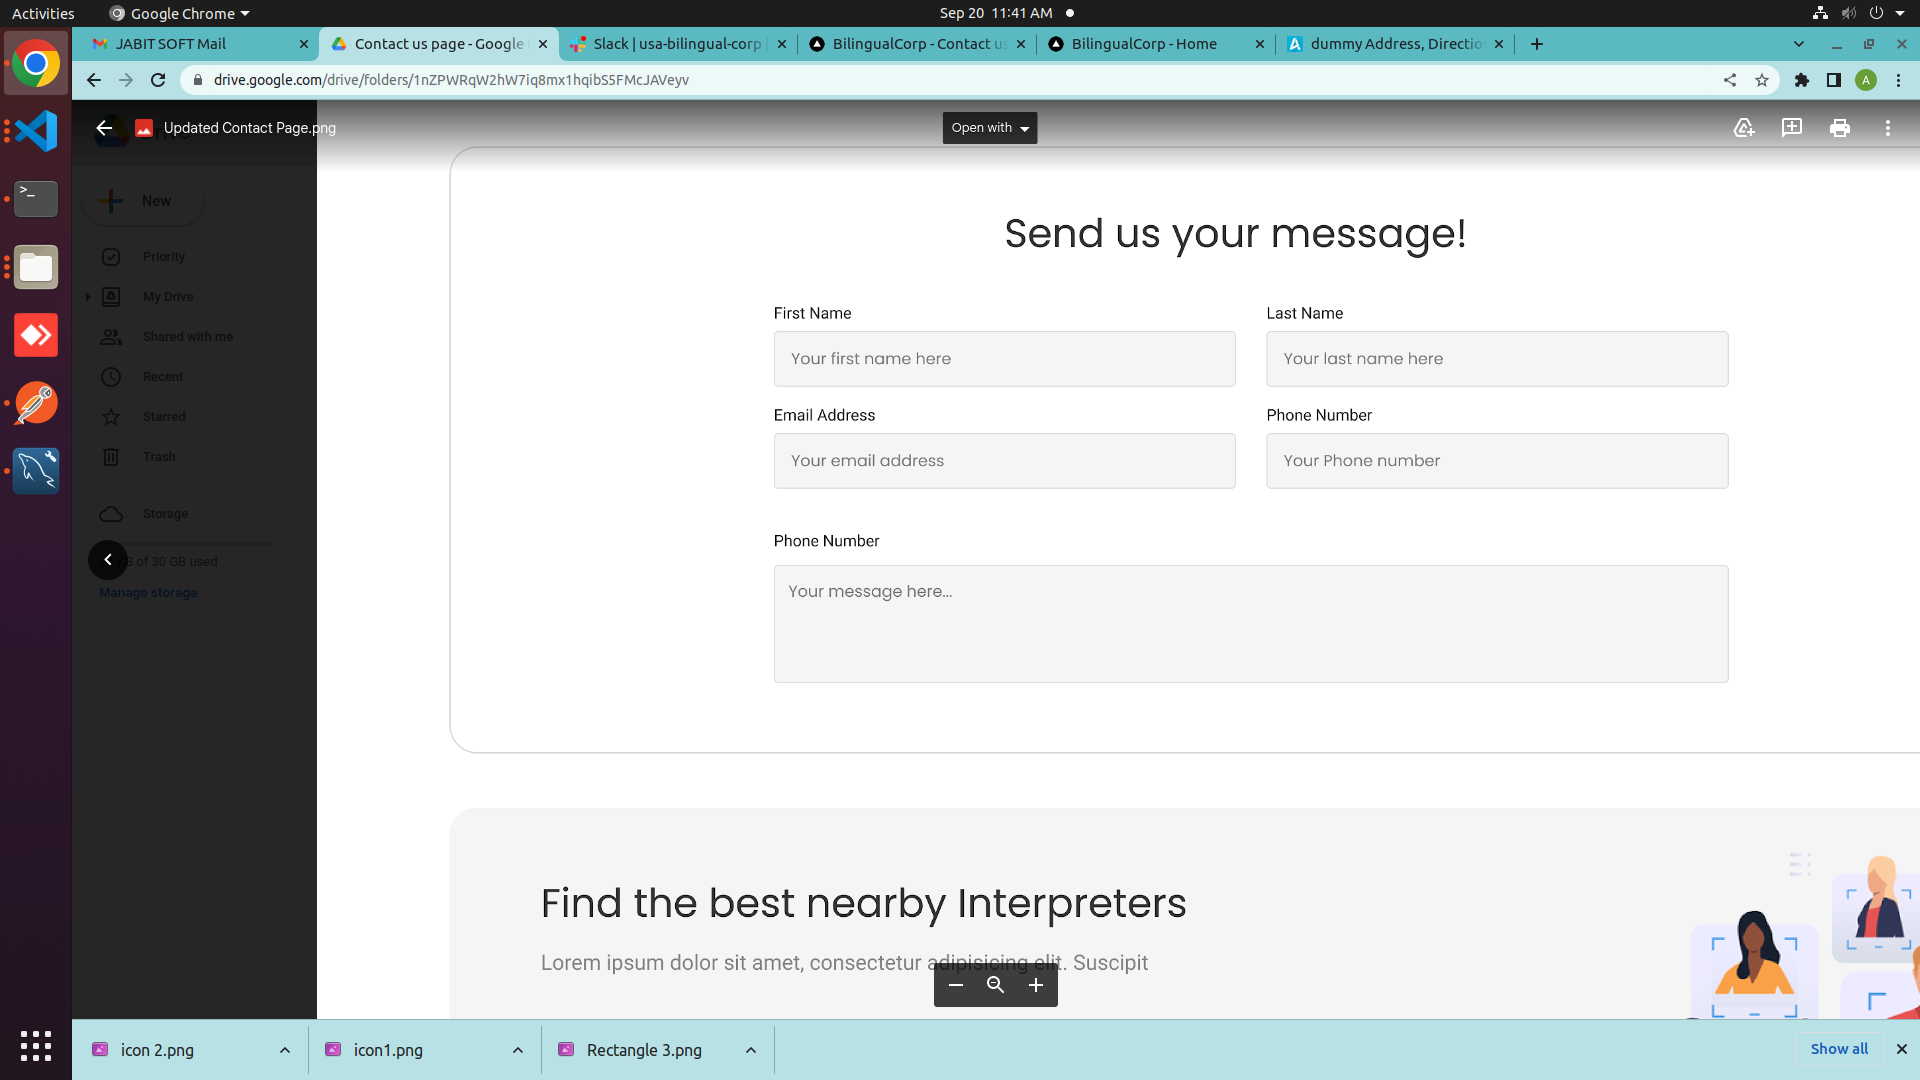 Activities
Google Chrome
Sep 20 11:41 AM
JABIT SOFT Mail
Contact us page - Google
Slack | usa-bilingual-corp
BilingualCorp - Contact us
BilingualCorp - Home
dummy Address, Directio
drive.google.com/drive/folders/1nZPWRqW2hW7iq8mx1hqibS5FMcJAVeyv
A
Updated Contact Page.png
Open with
New
Priority
My Drive
Shared with me
Recent
Starred
Trash
Storage
of 30 GB used
Manage storage
Send us your message!
First Name
Last Name
Your first name here
Your last name here
Email Address
Phone Number
Your email address
Your Phone number
Phone Number
Your message here...
Find the best nearby Interpreters
Lorem ipsum dolor sit amet, consectetur adipisicing elit. Suscipit
icon 2.png
icon1.png
Rectangle 3.png
Show all